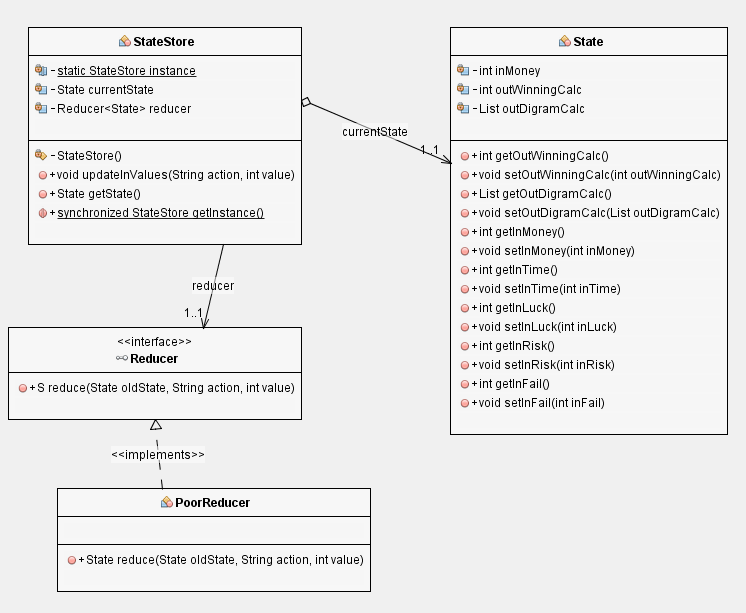 StateStore
- static StateStore instance
- State currentState
- Reducer<State> reducer
- StateStore()
+ void updateInValues(String action, int value)
+ State getState()
+ synchronized StateStore getInstance()
currentState
1..1
State
- int inMoney
- int outWinningCalc
- List outDigramCalc
+ int getOutWinningCalc()
+ void setOutWinningCalc(int outWinningCalc)
+ List getOutDigramCalc()
+ void setOutDigramCalc(List outDigramCalc)
+ int getInMoney()
+ void setInMoney(int inMoney)
+ int getInTime()
+ void setInTime(int inTime)
+ int getInLuck()
+ void setInLuck(int inLuck)
+ int getInRisk()
+ void setInRisk(int inRisk)
+ int getInFail()
+ void setInFail(int inFail)
reducer
1..1
<<interface>>
Reducer
+ S reduce(State oldState, String action, int value)
<<implements>>
PoorReducer
+ State reduce(State oldState, String action, int value)